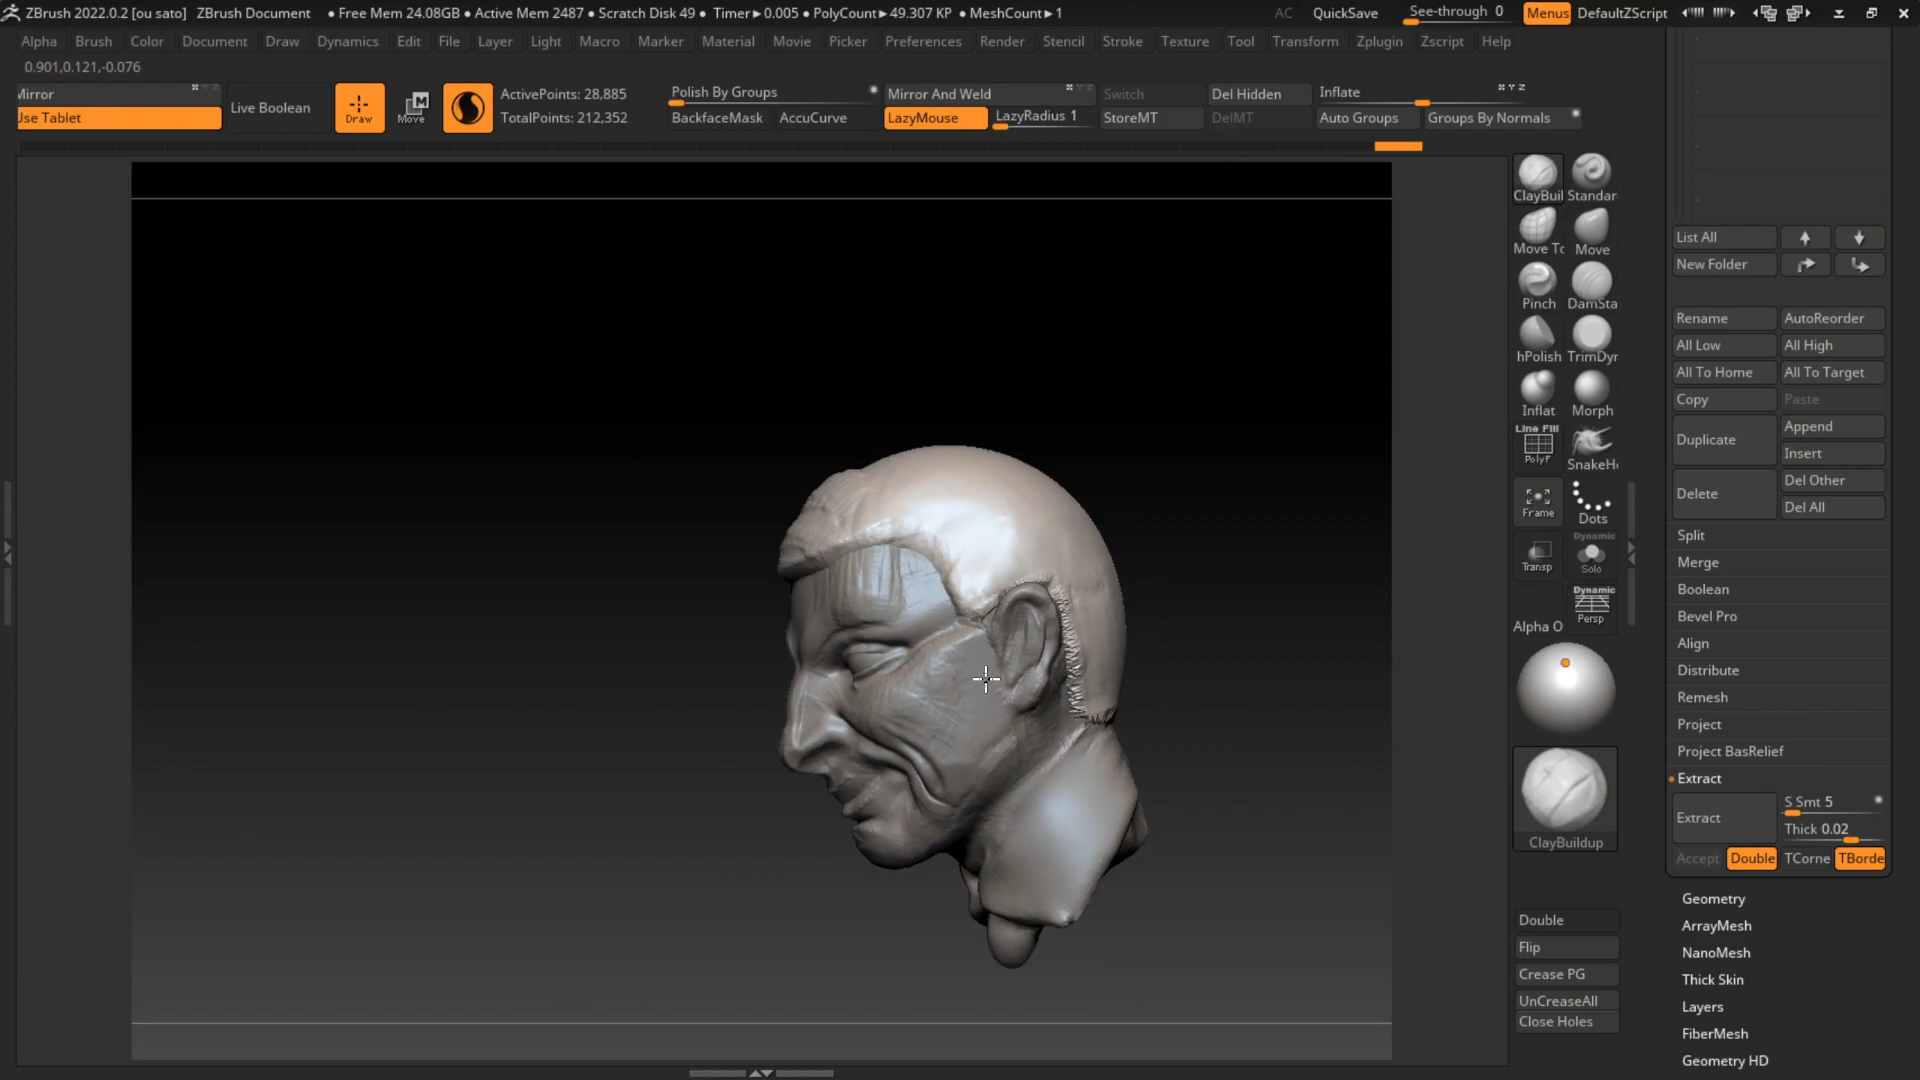 ZBrush 2022.0.2 [ou sato] ZBrush Document • Free Mem 24.08GB • Active Mem 2487 • Scratch Disk 49 • Timer▸0.005 • PolyCount▸49.307 KP • MeshCount▸1 AC QuickSave See-through 0 Menus DefaultZScript
Alpha Brush Color Document Draw Dynamics Edit File Layer Light Macro Marker Material Movie Picker Preferences Render Stencil Stroke Texture Tool Transform Zplugin Zscript Help
0.901,0.121,-0.076
Mirror
Use Tablet
Live Boolean
Draw
M
Move
ActivePoints: 28,885
TotalPoints: 212,352
Polish By Groups
BackfaceMask AccuCurve
Mirror And Weld
LazyMouse LazyRadius 1
Switch
StoreMT
Del Hidden
DelMT
Inflate
Auto Groups Groups By Normals
ClayBuil Standar
Move To Move
Pinch DamSta
hPolish TrimDyn
Inflat Morph
Line Fill
PolyF
SnakeHo
Frame
Dots
Transp
Dynamic
Solo
Dynamic
Persp
Alpha O
ClayBuildup
Double
Flip
Crease PG
UnCreaseAll
Close Holes
List All
New Folder
Rename AutoReorder
All Low All High
All To Home All To Target
Copy Paste
Duplicate
Append
Insert
Delete
Del Other
Del All
Split
Merge
Boolean
Bevel Pro
Align
Distribute
Remesh
Project
Project BasRelief
Extract
Extract
S Smt 5
Thick 0.02
Accept Double TCorne TBorde
Geometry
ArrayMesh
NanoMesh
Thick Skin
Layers
FiberMesh
Geometry HD